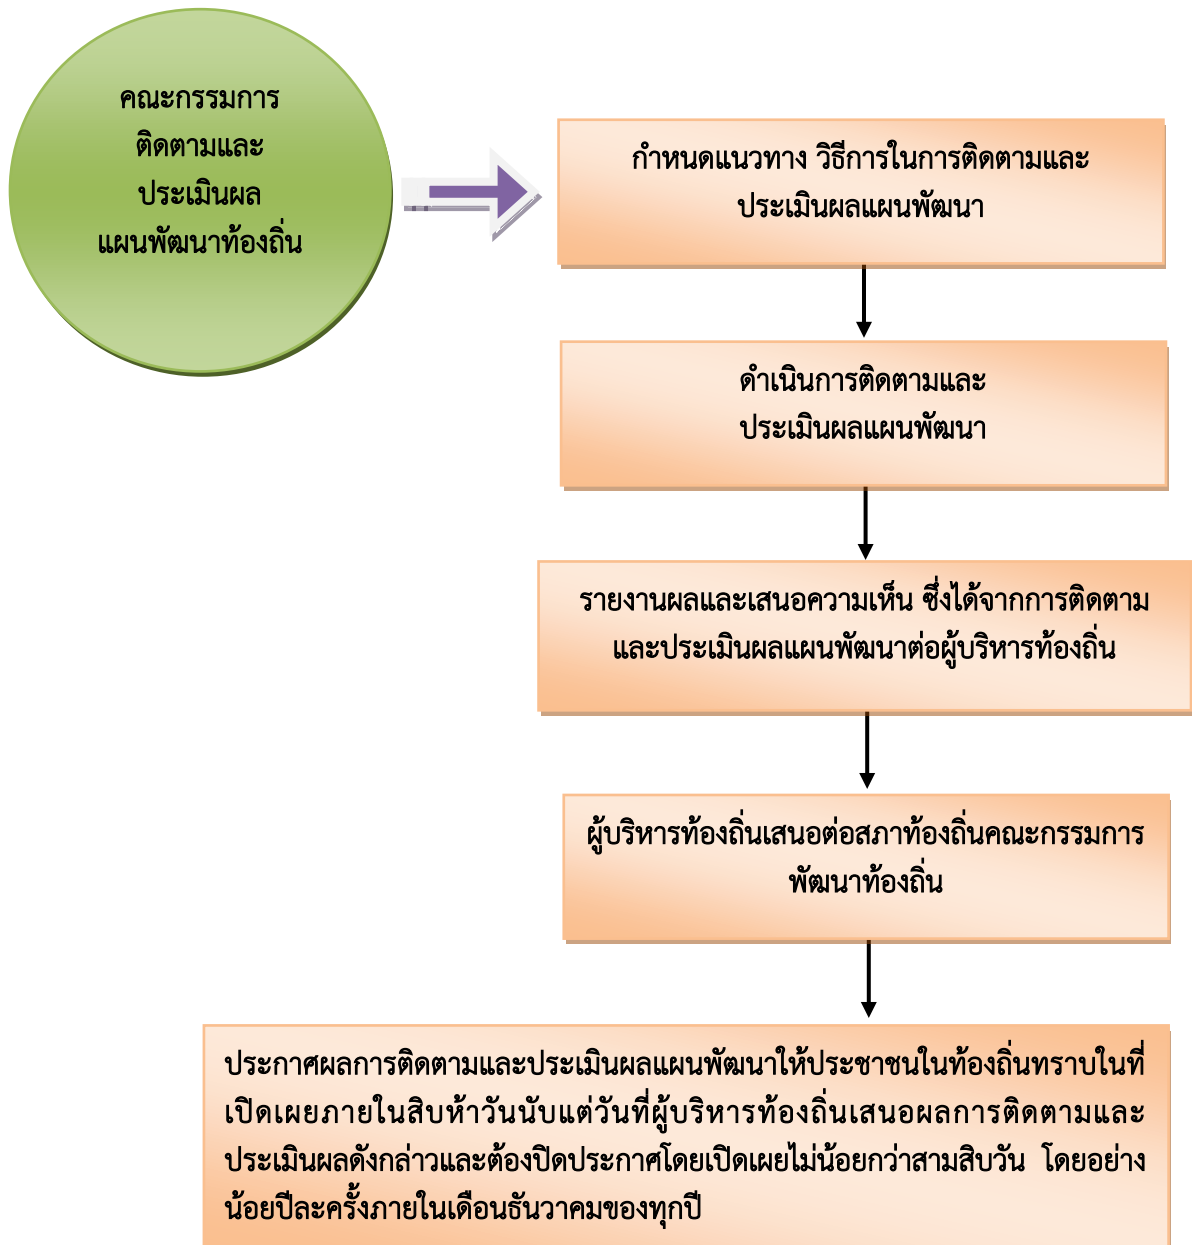 คณะกรรมการ
ติดตามและ
ประเมินผล
แผนพัฒนาท้องถิ่น
กำหนดแนวทาง วิธีการในการติดตามและ
ประเมินผลแผนพัฒนา
ดำเนินการติดตามและ
ประเมินผลแผนพัฒนา
รายงานผลและเสนอความเห็น ซึ่งได้จากการติดตาม
และประเมินผลแผนพัฒนาต่อผู้บริหารท้องถิ่น
ผู้บริหารท้องถิ่นเสนอต่อสภาท้องถิ่นคณะกรรมการ
พัฒนาท้องถิ่น
ประกาศผลการติดตามและประเมินผลแผนพัฒนาให้ประชาชนในท้องถิ่นทราบในที่
เปิดเผยภายในสิบห้าวันนับแต่วันที่ผู้บริหารท้องถิ่นเสนอผลการติดตามและ
ประเมินผลดังกล่าวและต้องปิดประกาศโดยเปิดเผยไม่น้อยกว่าสามสิบวัน โดยอย่าง
น้อยปีละครั้งภายในเดือนธันวาคมของทุกปี